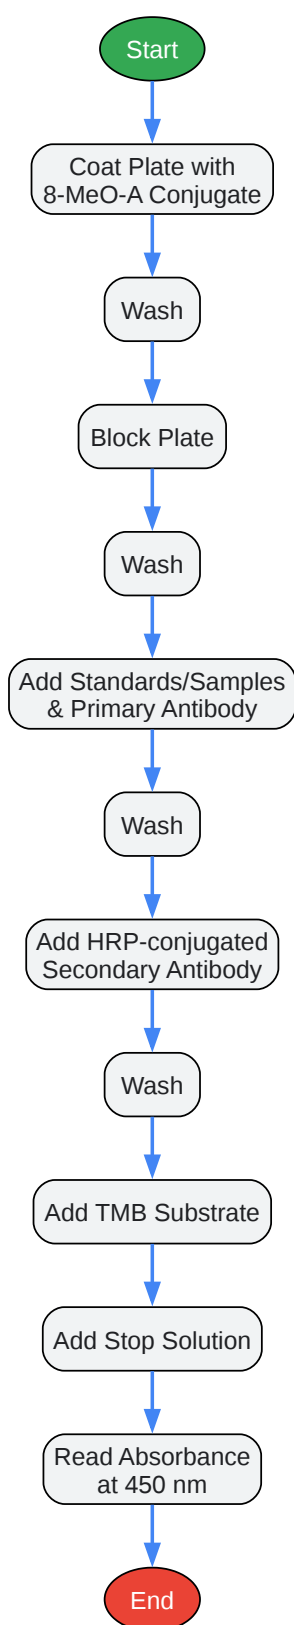 Start
Coat Plate with
8-MeO-A Conjugate
Wash
Block Plate
Wash
Add Standards/Samples
& Primary Antibody
Wash
Add HRP-conjugated
Secondary Antibody
Wash
Add TMB Substrate
Add Stop Solution
Read Absorbance
at 450 nm
End